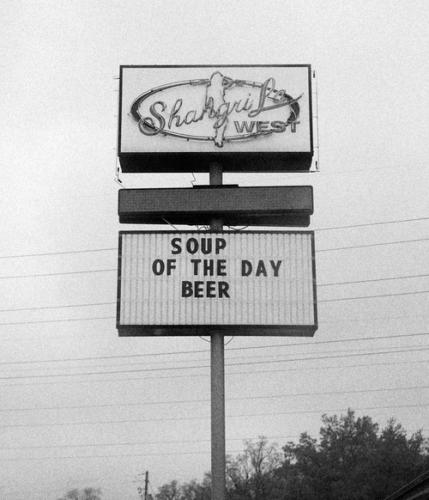 Shangri La
WEST
SOUP
OF THE DAY
BEER